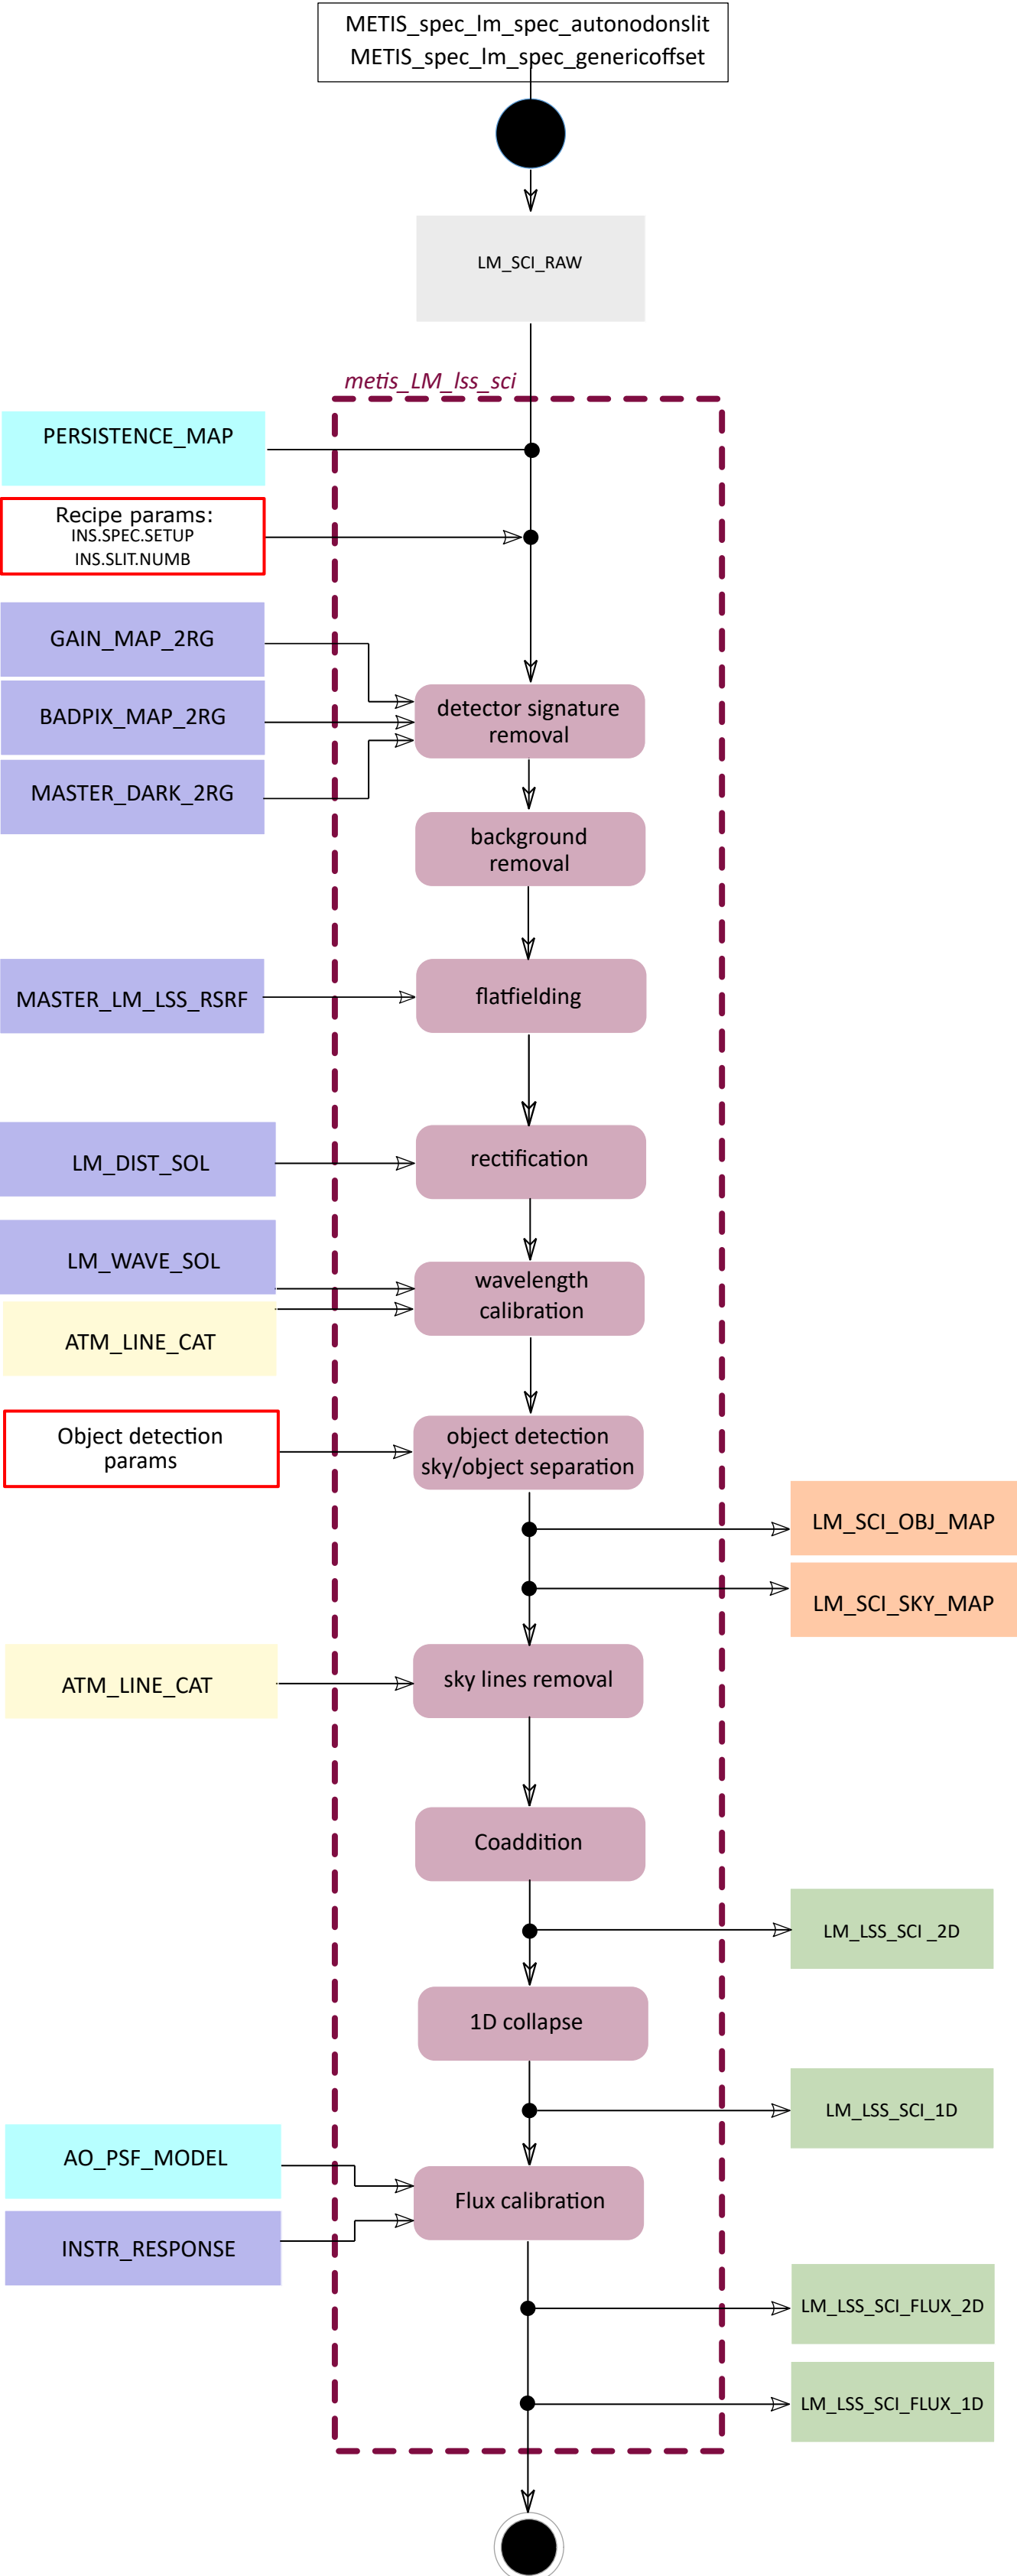 METIS_spec_lm_spec_autonodonslit
METIS_spec_lm_spec_genericoffset
LM_SCI_RAW
metis_LM_lss_sci
PERSISTENCE_MAP
Recipe params:
INS.SPEC.SETUP
INS.SLIT.NUMB
GAIN_MAP_2RG
BADPIX_MAP_2RG
MASTER_DARK_2RG
detector signature
removal
background
removal
MASTER_LM_LSS_RSRF
flatfielding
LM_DIST_SOL
rectification
LM_WAVE_SOL
ATM_LINE_CAT
wavelength
calibration
Object detection
params
object detection
sky/object separation
LM_SCI_OBJ_MAP
LM_SCI_SKY_MAP
ATM_LINE_CAT
sky lines removal
Coaddition
LM_LSS_SCI _2D
1D collapse
LM_LSS_SCI_1D
AO_PSF_MODEL
INSTR_RESPONSE
Flux calibration
LM_LSS_SCI_FLUX_2D
LM_LSS_SCI_FLUX_1D